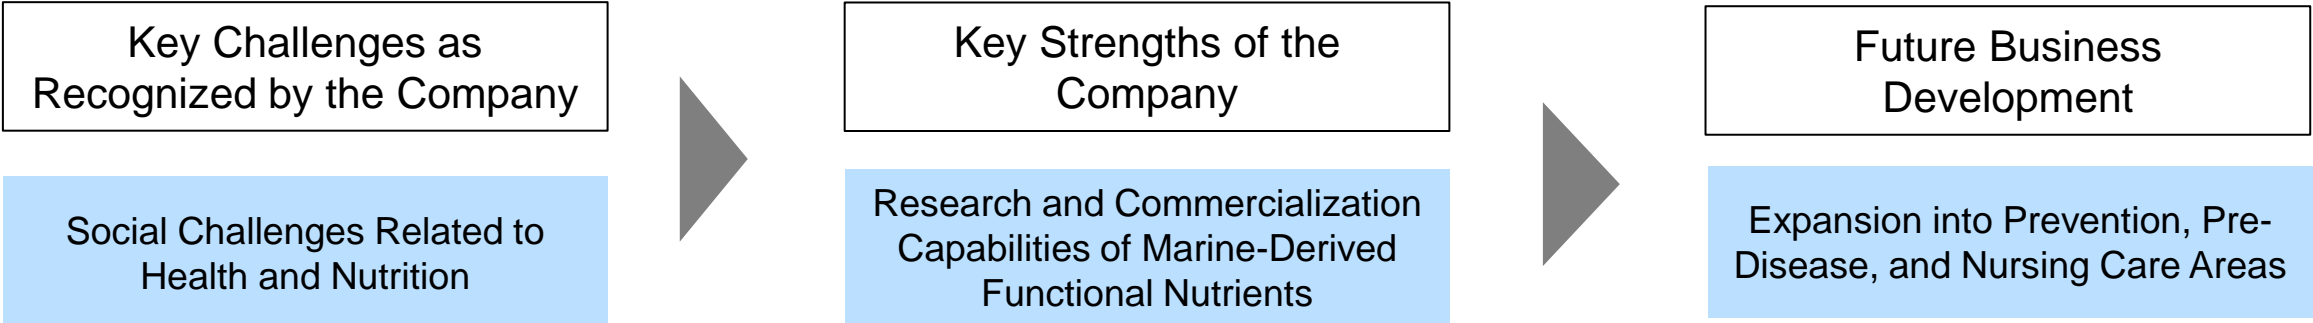 Key Challenges as
Recognized by the Company
Social Challenges Related to
Health and Nutrition
Key Strengths of the
Company
Research and Commercialization
Capabilities of Marine-Derived
Functional Nutrients
Future Business
Development
Expansion into Prevention, Pre-
Disease, and Nursing Care Areas